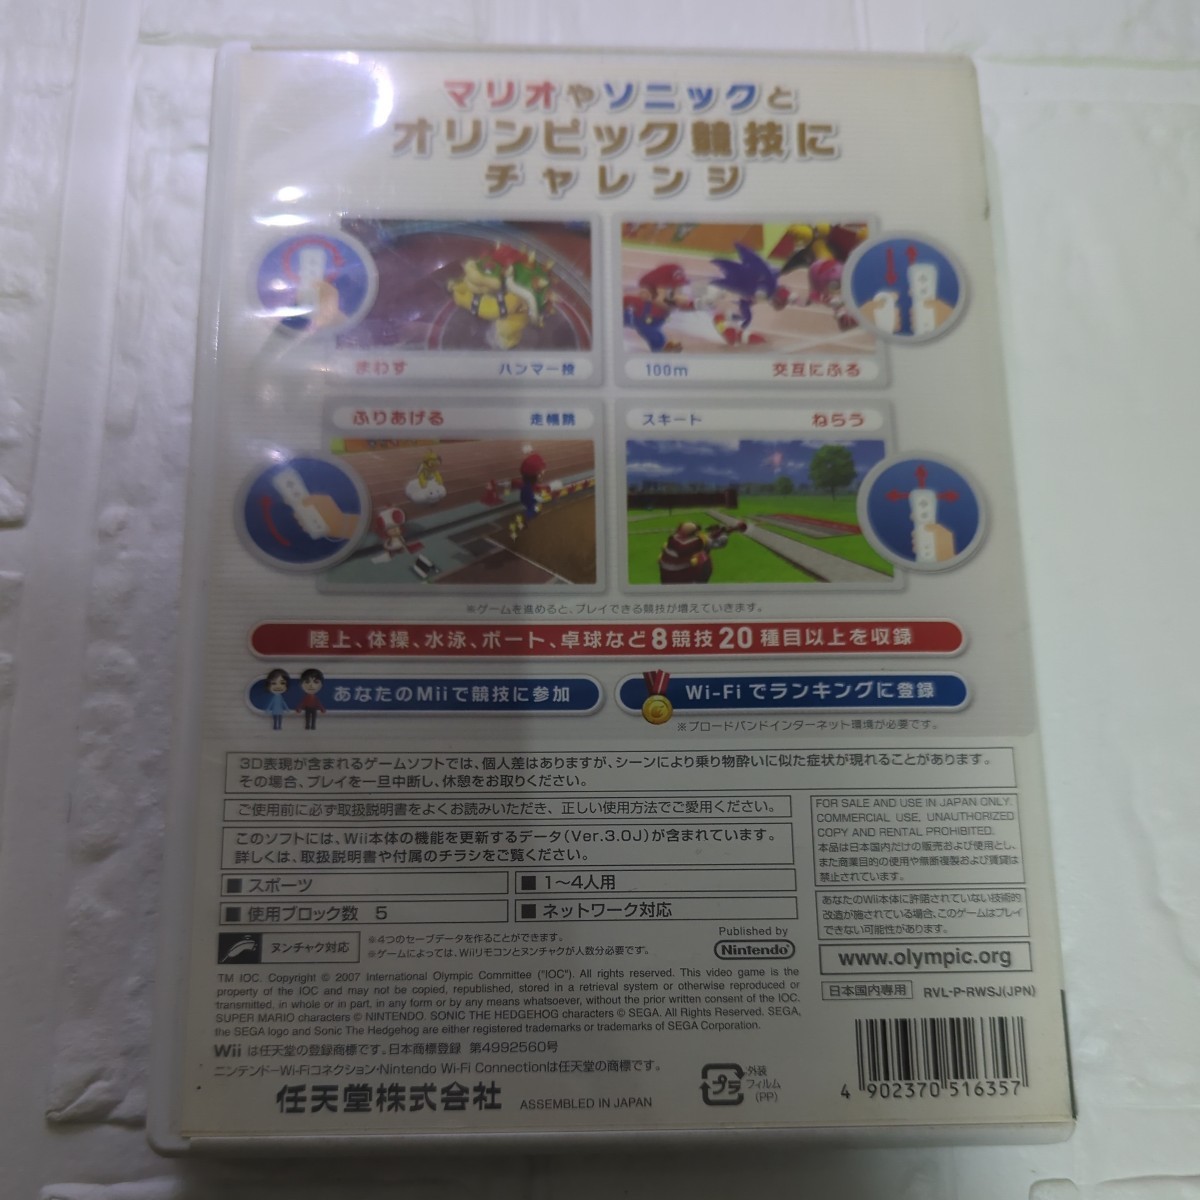 マリオやソニックと
オリンピック競技に
チャレンジ
まわす ハンマー投
100m 交互にふる
ふりあげる 走幅跳
スキート ねらう
※ゲームを進めると、プレイできる競技が増えていきます。
陸上、体操、水泳、ボート、卓球など8競技20種目以上を収録
あなたのMiiで競技に参加
Wi-Fiでランキングに登録
※ブロードバンドインターネット環境が必要です。
3D表現が含まれるゲームソフトでは、個人差はありますが、シーンにより乗り物酔いに似た症状が現れることがあります。
その場合、プレイを一旦中断し、休憩をお取りください。
ご使用前に必ず取扱説明書をよくお読みいただき、正しい使用方法でご愛用ください。
このソフトには、Wii本体の機能を更新するデータ(Ver.3.0J)が含まれています。
詳しくは、取扱説明書や付属のチラシをご覧ください。
■ スポーツ
■ 1〜4人用
■ 使用ブロック数 5
■ ネットワーク対応
ヌンチャク対応
※4つのセーブデータを作ることができます。
※ゲームによっては、Wiiリモコンとヌンチャクが人数分必要です。
Published by
Nintendo
FOR SALE AND USE IN JAPAN ONLY.
COMMERCIAL USE, UNAUTHORIZED
COPY AND RENTAL PROHIBITED.
本品は日本国内だけの販売および使用とし、
また商業目的の使用や無断複製および賃貸は
禁止されています。
あなたのWii本体に許諾されていない技術的
改造が施されている場合、このゲームはプレイ
できない可能性があります。
www.olympic.org
日本国内専用 RVL-P-RWSJ(JPN)
TM IOC. Copyright © 2007 International Olympic Committee ("IOC"). All rights reserved. This video game is the
property of the IOC and may not be copied, republished, stored in a retrieval system or otherwise reproduced or
transmitted, in whole or in part, in any form or by any means whatsoever, without the prior written consent of the IOC.
SUPER MARIO characters © NINTENDO. SONIC THE HEDGEHOG characters © SEGA. All Rights Reserved. SEGA,
the SEGA logo and Sonic The Hedgehog are either registered trademarks or trademarks of SEGA Corporation.
Wii は任天堂の登録商標です。日本商標登録 第4992560号
ニンテンドーWi-Fiコネクション・Nintendo Wi-Fi Connectionは任天堂の商標です。
任天堂株式会社 ASSEMBLED IN JAPAN
プラ
外装
フィルム
(PP)
4 902370 516357